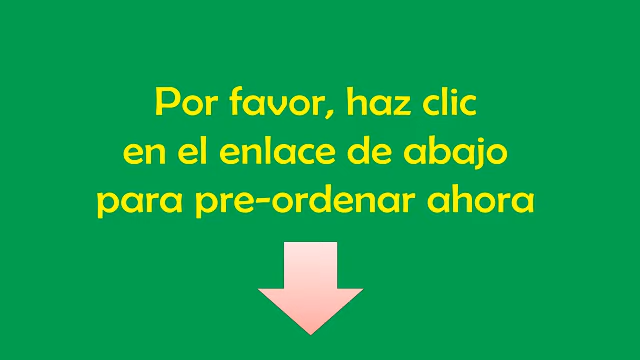 Por favor, haz clic
en el enlace de abajo
para pre-ordenar ahora